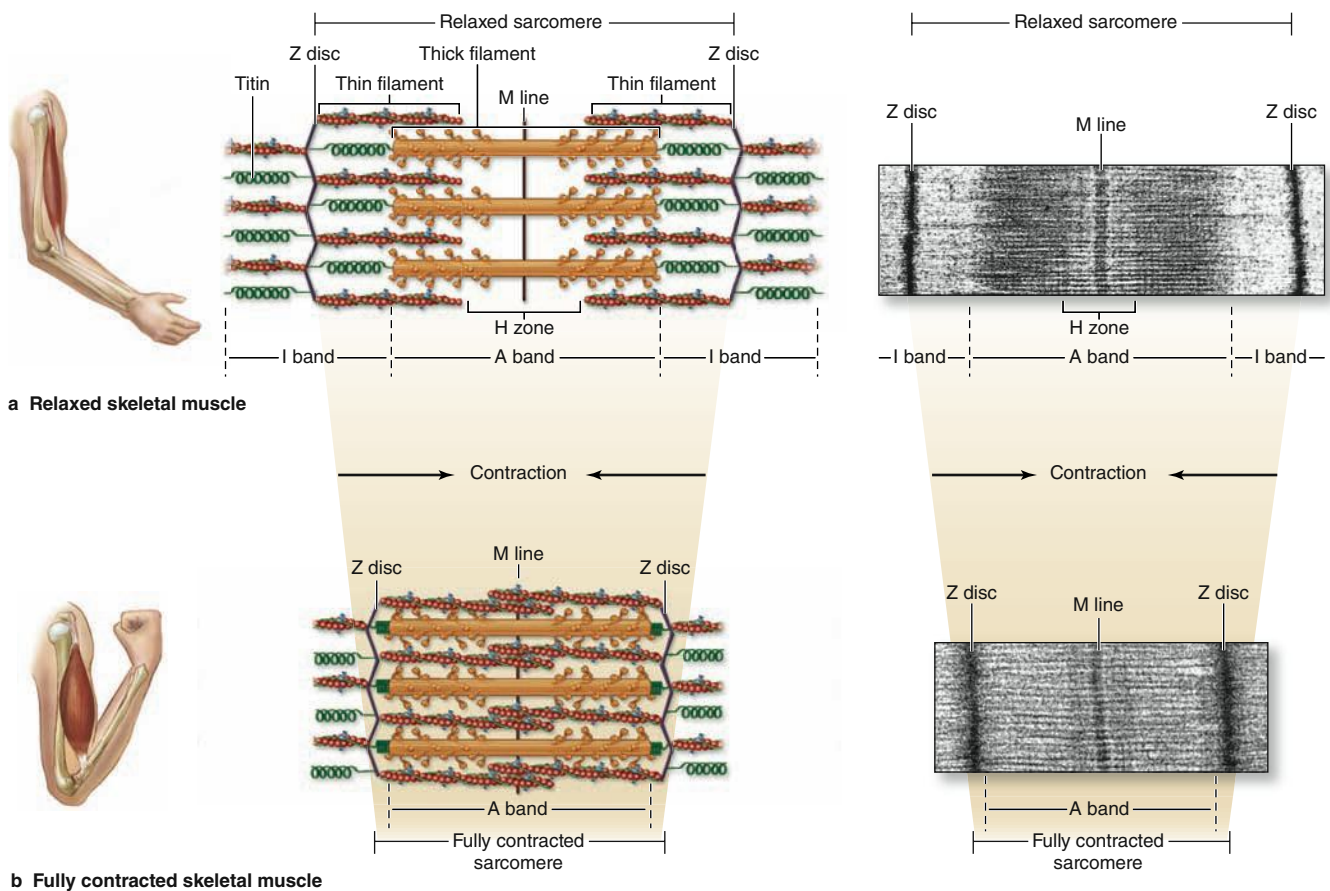 Relaxed sarcomere
Relaxed sarcomere
Z disc
Thick filament
Z disc
Titin
Thin filament
M line
Thin filament
Z disc
M line
Z disc
H zone
H zone
I band
A band
I band
I band
A band
I band
a Relaxed skeletal muscle
Contraction
Contraction
Z disc
M line
Z disc
Z disc
M line
Z disc
A band
A band
Fully contracted
sarcomere
Fully contracted
sarcomere
b Fully contracted skeletal muscle